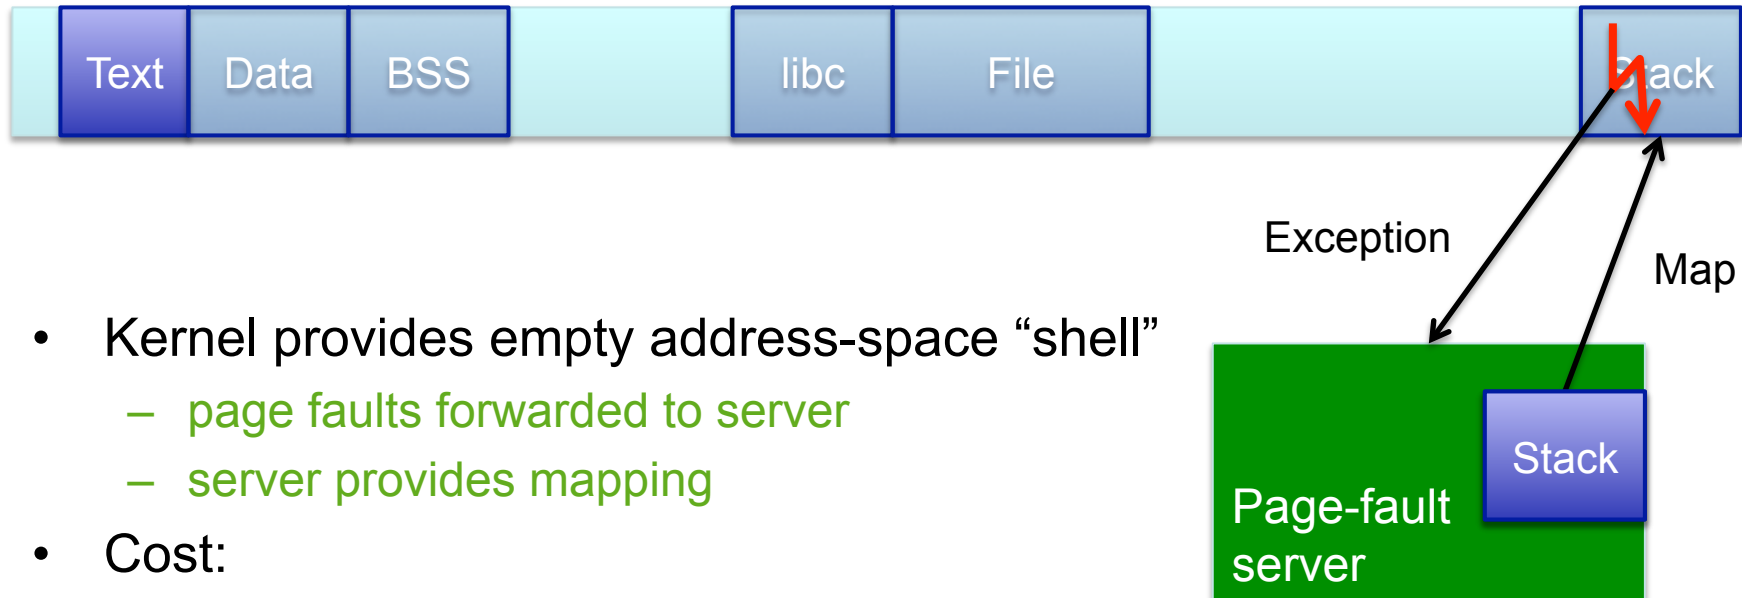 Text Data BSS libc File Stack
Exception
Map
• Kernel provides empty address-space “shell”
– page faults forwarded to server
– server provides mapping
• Cost:
Stack
Page-fault
server